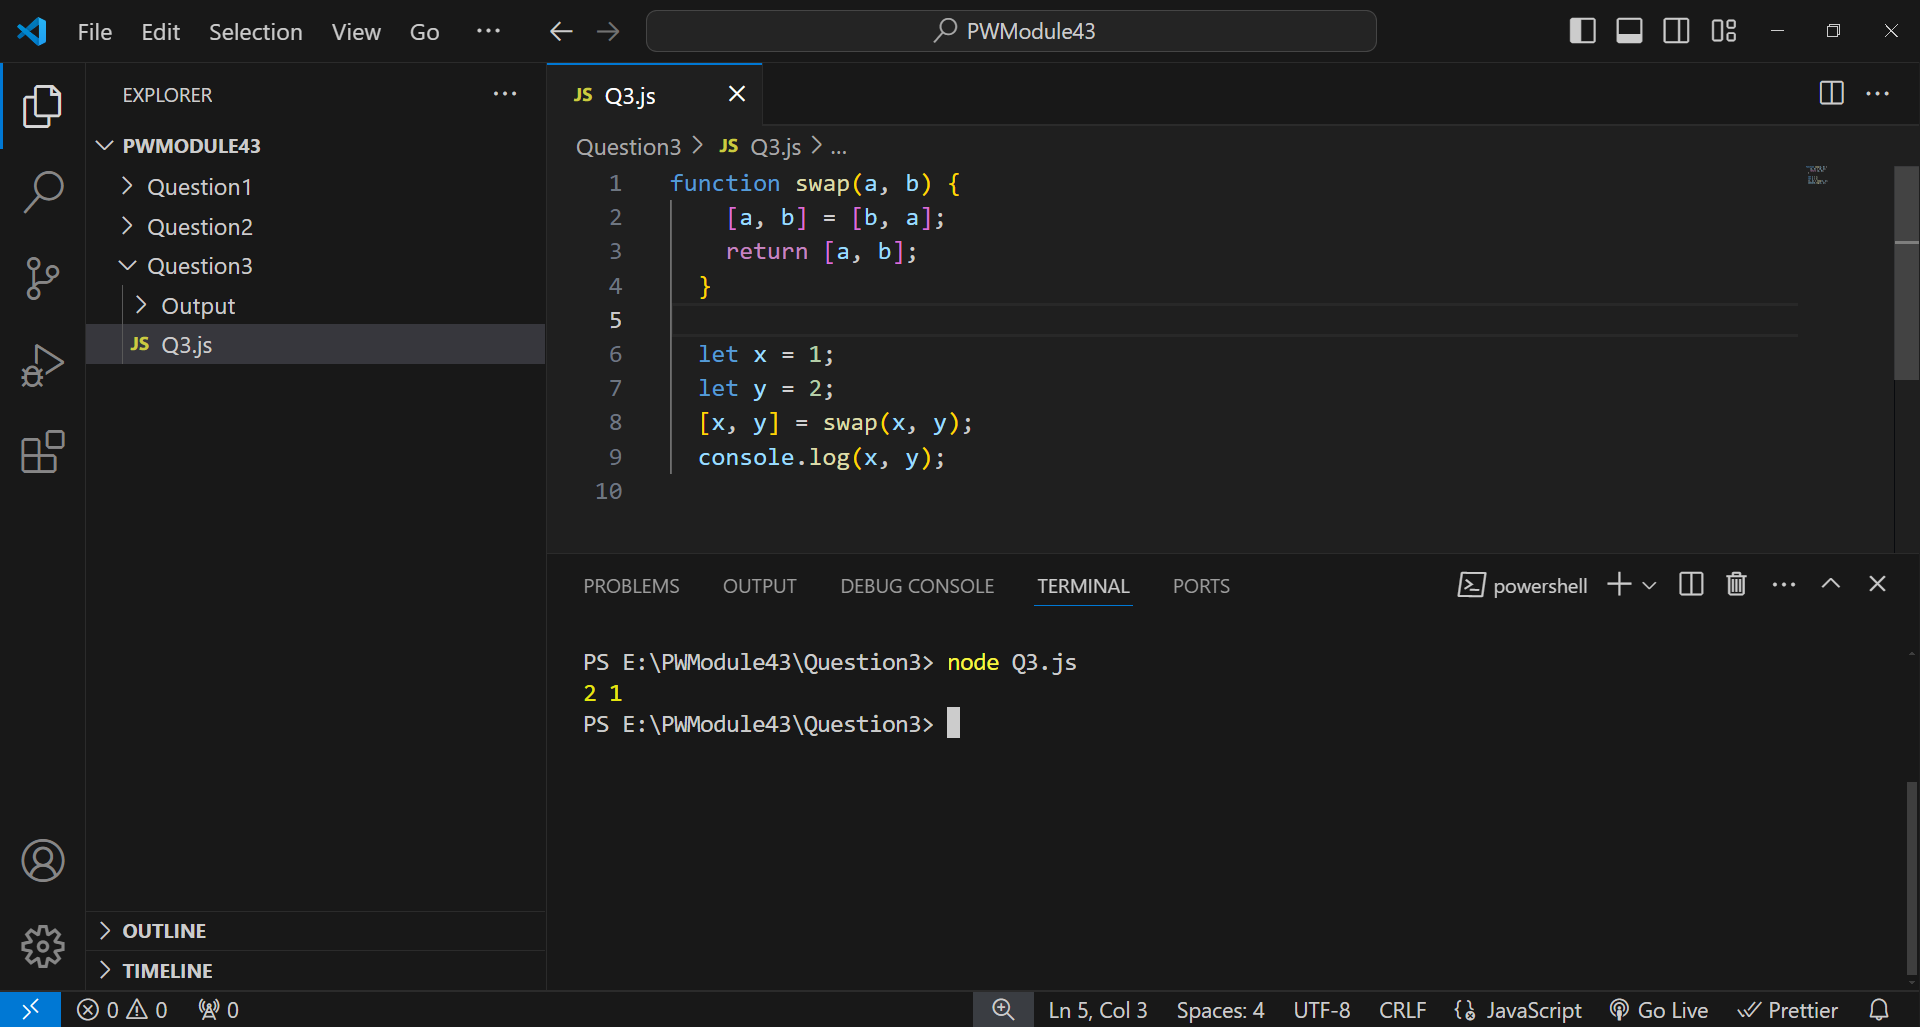 File Edit Selection View Go ··· PWModule43
EXPLORER ···
PWMODULE43
Question1
Question2
Question3
Output
JS Q3.js
OUTLINE
TIMELINE
JS Q3.js
Question3 > JS Q3.js > ...
1 function swap(a, b) {
2 [a, b] = [b, a];
3 return [a, b];
4 }
5
6 let x = 1;
7 let y = 2;
8 [x, y] = swap(x, y);
9 console.log(x, y);
10
PROBLEMS OUTPUT DEBUG CONSOLE TERMINAL PORTS powershell
PS E:\PWModule43\Question3> node Q3.js
2 1
PS E:\PWModule43\Question3>
0 0 0 Ln 5, Col 3 Spaces: 4 UTF-8 CRLF JavaScript Go Live Prettier